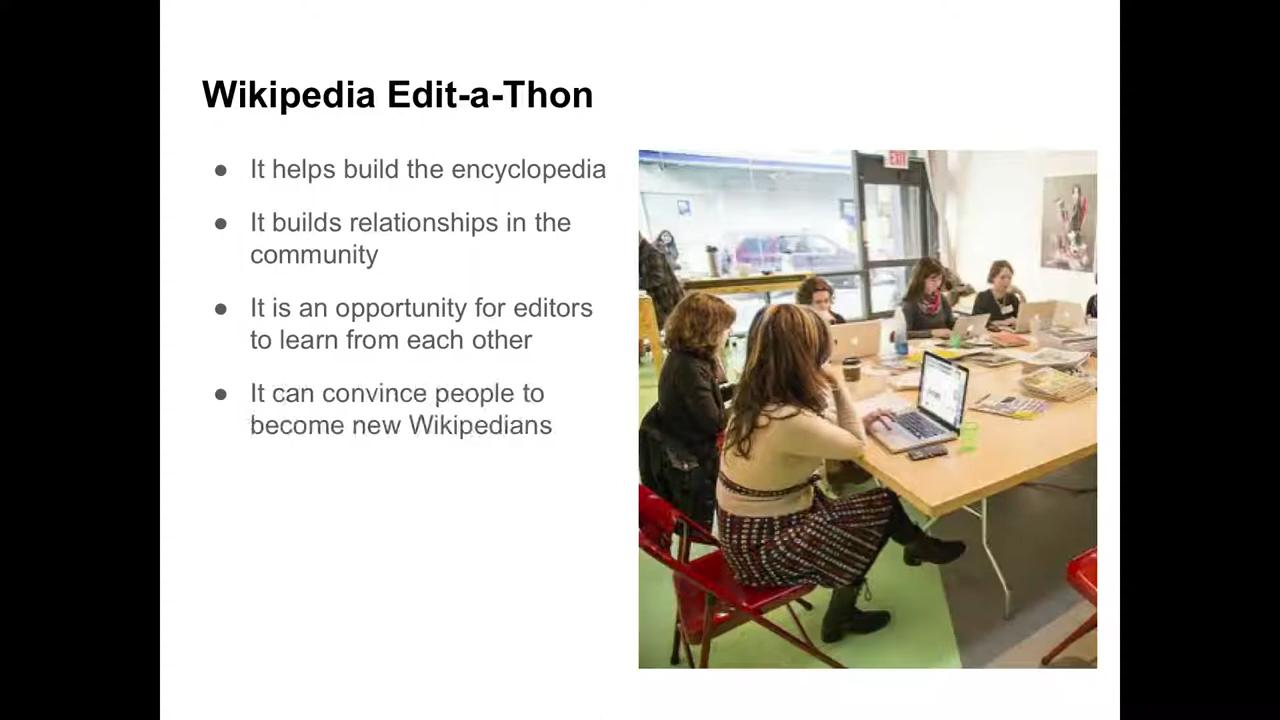 Wikipedia Edit-a-Thon
● It helps build the encyclopedia
● It builds relationships in the
community
● It is an opportunity for editors
to learn from each other
● It can convince people to
become new Wikipedians
EXIT